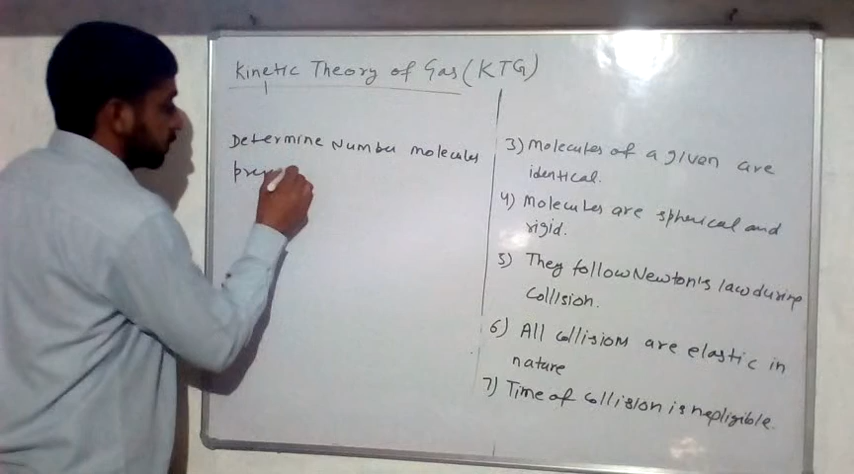 Kinetic Theory of Gas (KTG)
Determine Number molecules
3) Molecules of a given are
identical.
4) Molecules are spherical and
rigid.
5) They follow Newton's law during
Collision.
6) All Collisions are elastic in
nature
7) Time of Collision is negligible.